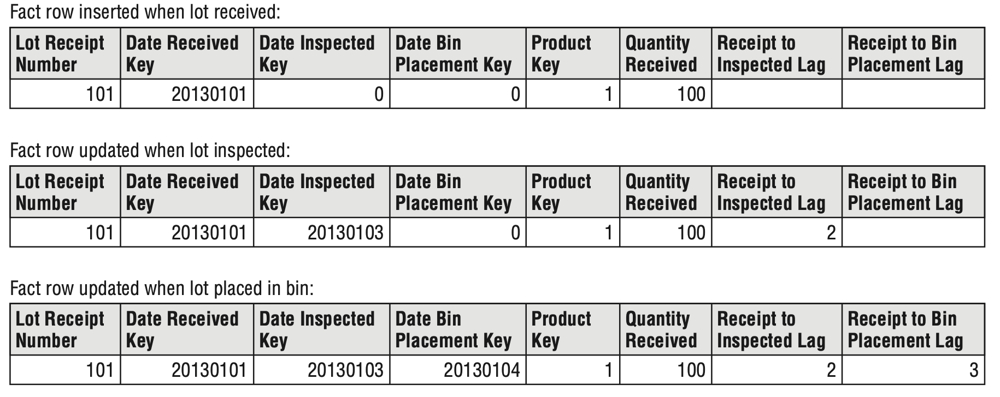 Fact row inserted when lot received:
Lot Receipt Number Date Received Key Date Inspected Key Date Bin Placement Key Product Key Quantity Received Receipt to Inspected Lag Receipt to Bin Placement Lag
101 20130101 0 0 1 100
Fact row updated when lot inspected:
Lot Receipt Number Date Received Key Date Inspected Key Date Bin Placement Key Product Key Quantity Received Receipt to Inspected Lag Receipt to Bin Placement Lag
101 20130101 20130103 0 1 100 2
Fact row updated when lot placed in bin:
Lot Receipt Number Date Received Key Date Inspected Key Date Bin Placement Key Product Key Quantity Received Receipt to Inspected Lag Receipt to Bin Placement Lag
101 20130101 20130103 20130104 1 100 2 3